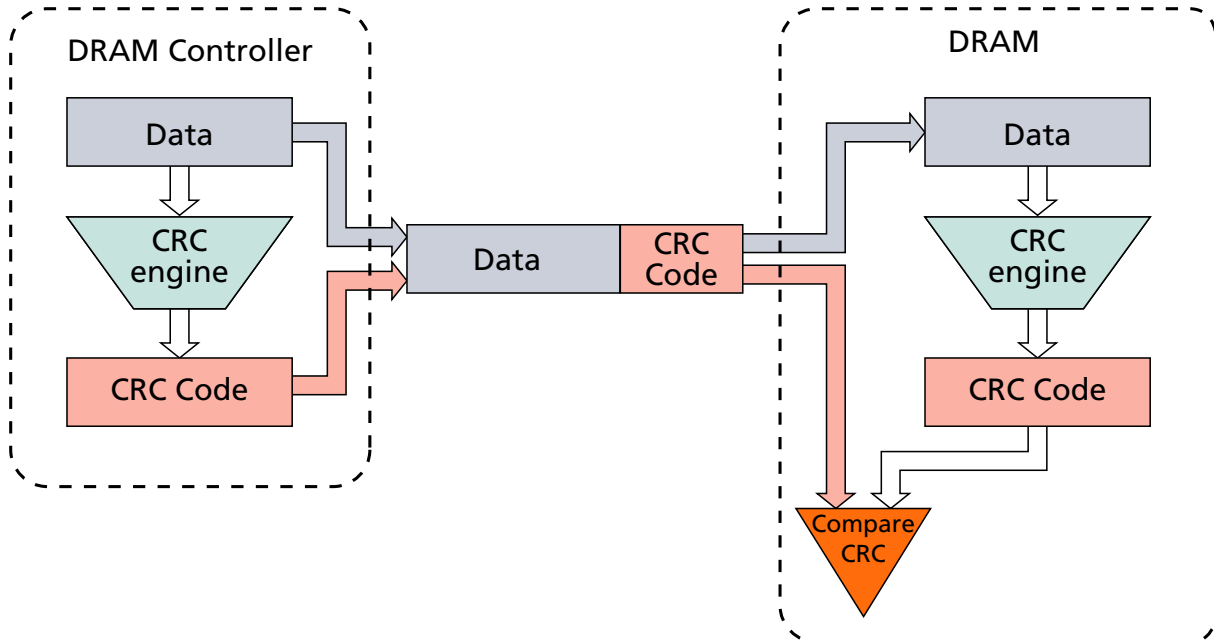 DRAM Controller
Data
CRC
engine
CRC Code
Data
CRC
Code
DRAM
Data
CRC
engine
CRC Code
Compare
CRC